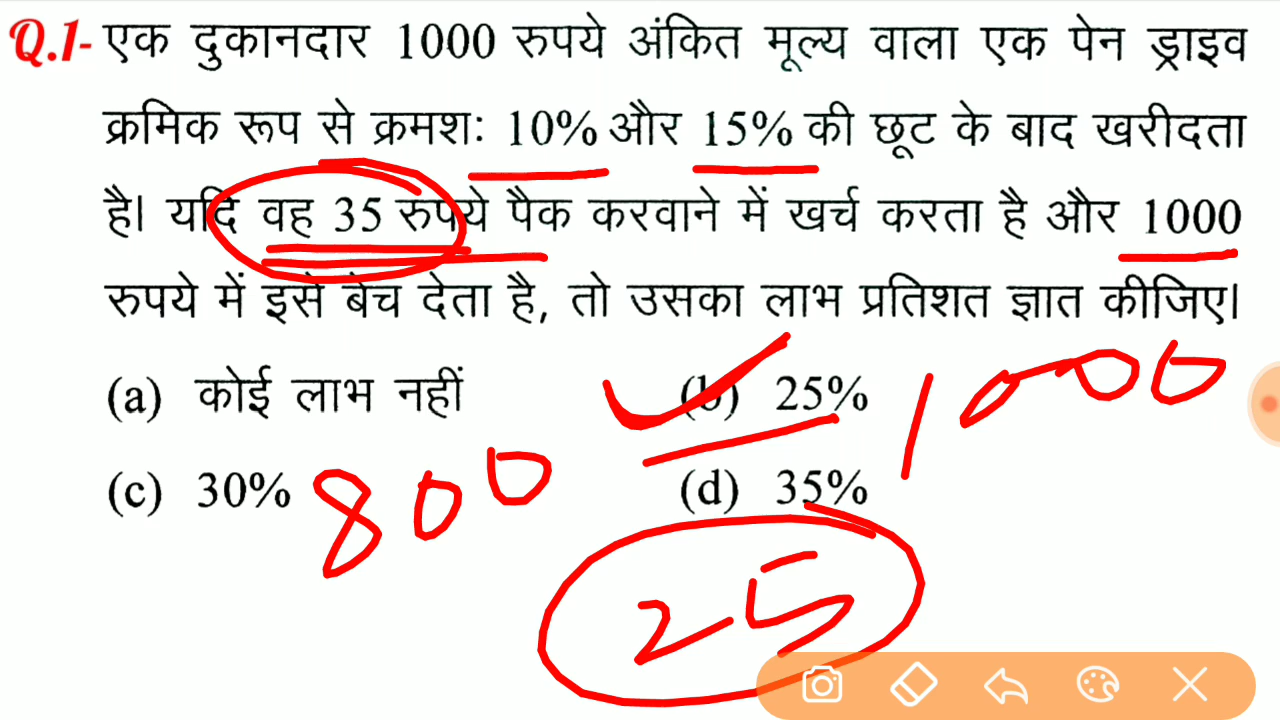 Q.1- एक दुकानदार 1000 रुपये अंकित मूल्य वाला एक पेन ड्राइव
क्रमिक रूप से क्रमशः 10% और 15% की छूट के बाद खरीदता
है। यदि वह 35 रुपये पैक करवाने में खर्च करता है और 1000
रुपये में इसे बेच देता है, तो उसका लाभ प्रतिशत ज्ञात कीजिए।
(a) कोई लाभ नहीं (b) 25%
1000
(c) 30% (d) 35%
800
25